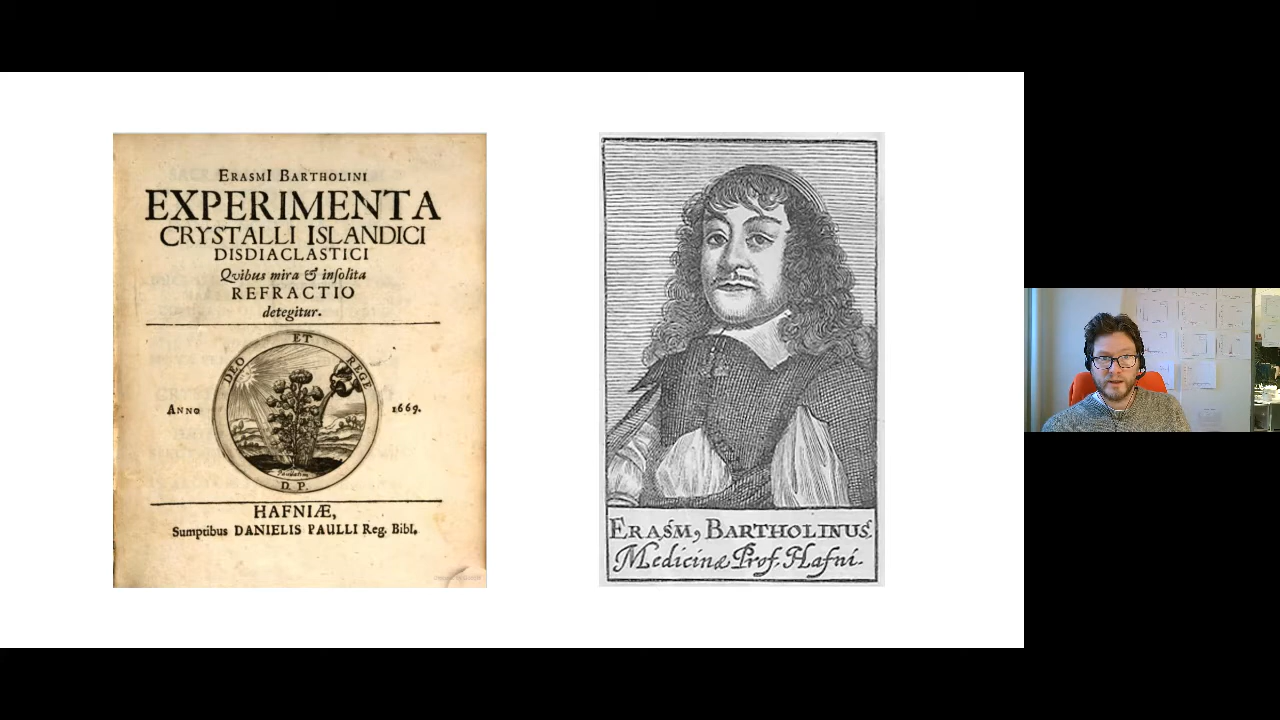 ErasmI Bartholini
EXPERIMENTA
CRYSTALLI ISLANDICI
DISDIACLASTICI
Qvibus mira & inſolita
REFRACTIO
detegitur.
DEO ET REGE
Anno 1669.
D. P.
HAFNIÆ,
Sumptibus DANIELIS PAULLI Reg. Bibl.
ERASM, BARTHOLINUS
Medicinæ Prof. Hafni.